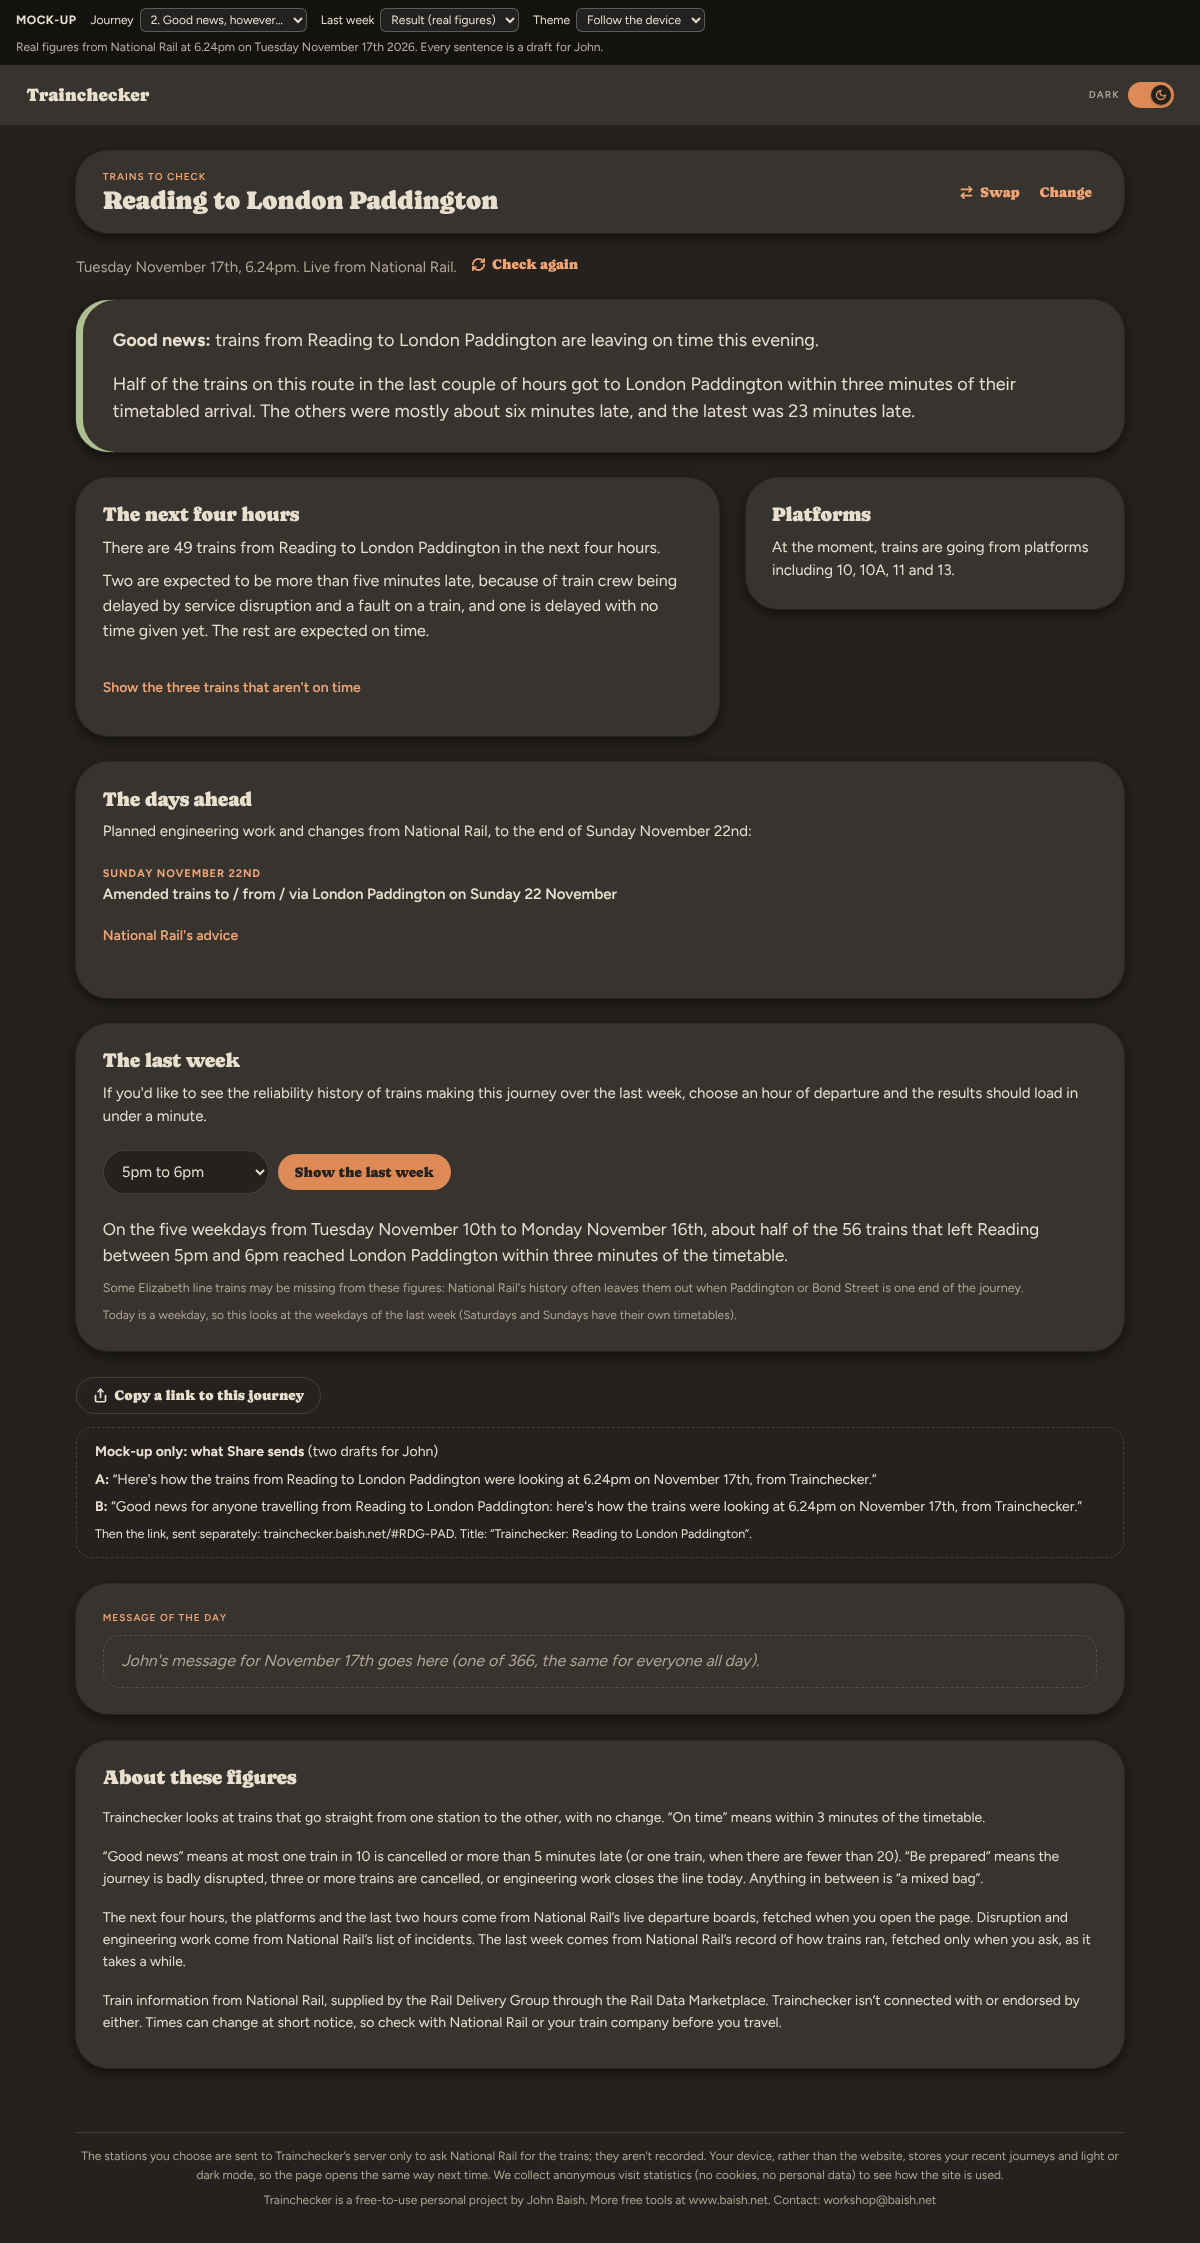 MOCK-UP Journey 2. Good news, however... Last week Result (real figures) Theme Follow the device
Real figures from National Rail at 6.24pm on Tuesday November 17th 2026. Every sentence is a draft for John.
Trainchecker
DARK
TRAINS TO CHECK
Reading to London Paddington
Swap Change
Tuesday November 17th, 6.24pm. Live from National Rail. Check again
Good news: trains from Reading to London Paddington are leaving on time this evening.
Half of the trains on this route in the last couple of hours got to London Paddington within three minutes of their
timetabled arrival. The others were mostly about six minutes late, and the latest was 23 minutes late.
The next four hours
There are 49 trains from Reading to London Paddington in the next four hours.
Two are expected to be more than five minutes late, because of train crew being
delayed by service disruption and a fault on a train, and one is delayed with no
time given yet. The rest are expected on time.
Show the three trains that aren't on time
Platforms
At the moment, trains are going from platforms
including 10, 10A, 11 and 13.
The days ahead
Planned engineering work and changes from National Rail, to the end of Sunday November 22nd:
SUNDAY NOVEMBER 22ND
Amended trains to / from / via London Paddington on Sunday 22 November
National Rail's advice
The last week
If you'd like to see the reliability history of trains making this journey over the last week, choose an hour of departure and the results should load in
under a minute.
5pm to 6pm Show the last week
On the five weekdays from Tuesday November 10th to Monday November 16th, about half of the 56 trains that left Reading
between 5pm and 6pm reached London Paddington within three minutes of the timetable.
Some Elizabeth line trains may be missing from these figures: National Rail's history often leaves them out when Paddington or Bond Street is one end of the journey.
Today is a weekday, so this looks at the weekdays of the last week (Saturdays and Sundays have their own timetables).
Copy a link to this journey
Mock-up only: what Share sends (two drafts for John)
A: “Here's how the trains from Reading to London Paddington were looking at 6.24pm on November 17th, from Trainchecker.”
B: “Good news for anyone travelling from Reading to London Paddington: here's how the trains were looking at 6.24pm on November 17th, from Trainchecker.”
Then the link, sent separately: trainchecker.baish.net/#RDG-PAD. Title: “Trainchecker: Reading to London Paddington”.
MESSAGE OF THE DAY
John's message for November 17th goes here (one of 366, the same for everyone all day).
About these figures
Trainchecker looks at trains that go straight from one station to the other, with no change. “On time” means within 3 minutes of the timetable.
“Good news” means at most one train in 10 is cancelled or more than 5 minutes late (or one train, when there are fewer than 20). “Be prepared” means the
journey is badly disrupted, three or more trains are cancelled, or engineering work closes the line today. Anything in between is “a mixed bag”.
The next four hours, the platforms and the last two hours come from National Rail’s live departure boards, fetched when you open the page. Disruption and
engineering work come from National Rail’s list of incidents. The last week comes from National Rail’s record of how trains ran, fetched only when you ask, as it
takes a while.
Train information from National Rail, supplied by the Rail Delivery Group through the Rail Data Marketplace. Trainchecker isn’t connected with or endorsed by
either. Times can change at short notice, so check with National Rail or your train company before you travel.
The stations you choose are sent to Trainchecker’s server only to ask National Rail for the trains; they aren’t recorded. Your device, rather than the website, stores your recent journeys and light or
dark mode, so the page opens the same way next time. We collect anonymous visit statistics (no cookies, no personal data) to see how the site is used.
Trainchecker is a free-to-use personal project by John Baish. More free tools at www.baish.net. Contact: workshop@baish.net